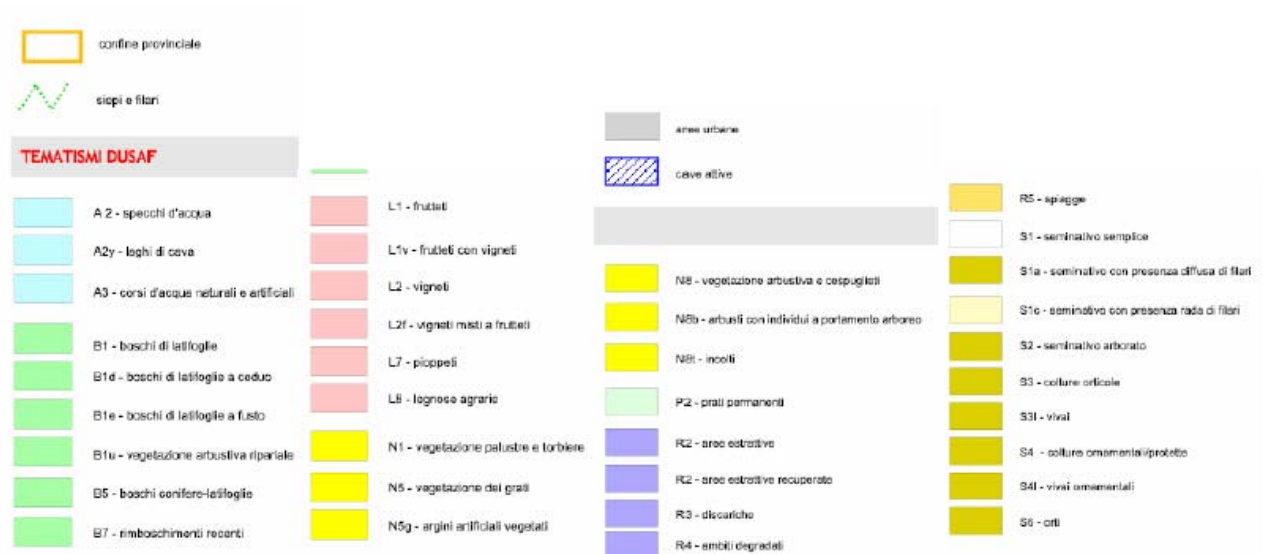 confine provinciale
siepi e filari
TEMATISMI DUSAF
A 2 - specchi d'acqua
A2y - laghi di cava
A3 - corsi d'acqua naturali e artificiali
B1 - boschi di latifoglie
B1d - boschi di latifoglie a ceduo
B1e - boschi di latifoglie a fusto
B1u - vegetazione arbustiva ripariale
B5 - boschi conifere-latifoglie
B7 - rimboschimenti recenti
L1 - frutteti
L1v - frutteti con vigneti
L2 - vigneti
L2f - vigneti misti a frutteti
L7 - pioppeti
L8 - legnose agrarie
N1 - vegetazione palustre e torbiere
N5 - vegetazione dei greti
N5g - argini artificiali vegetati
aree urbane
cave attive
N8 - vegetazione arbustiva e cespuglieti
N8b - arbusti con individui a portamento arboreo
N8t - incolti
P2 - prati permanenti
R2 - aree estrattive
R2 - aree estrattive recuperate
R3 - discariche
R4 - ambiti degradati
R5 - spiagge
S1 - seminativo semplice
S1a - seminativo con presenza diffusa di filari
S1c - seminativo con presenza rada di filari
S2 - seminativo arborato
S3 - colture orticole
S3l - vivai
S4 - colture ornamentali/protette
S4l - vivai ornamentali
S6 - orti